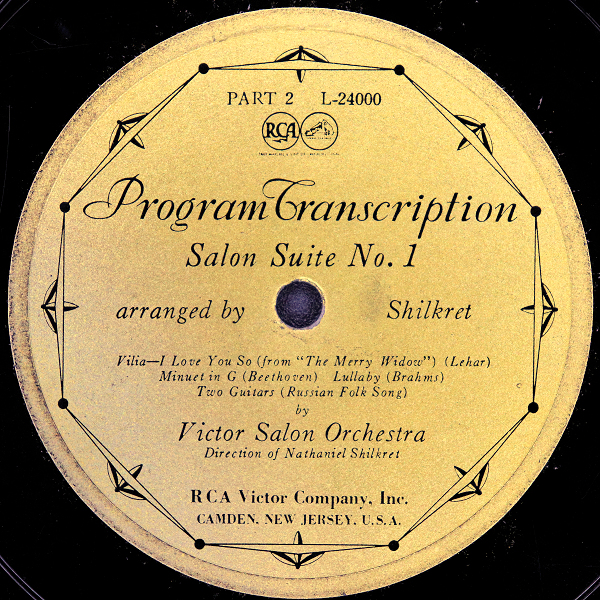 PART 2 L-24000
RCA
Program Transcription
Salon Suite No. 1
arranged by Shilkret
Vilia—I Love You So (from "The Merry Widow") (Lehar)
Minuet in G (Beethoven) Lullaby (Brahms)
Two Guitars (Russian Folk Song)
by
Victor Salon Orchestra
Direction of Nathaniel Shilkret
RCA Victor Company, Inc.
CAMDEN, NEW JERSEY, U.S.A.